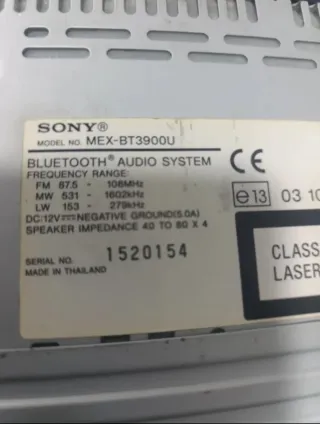 SONY®
MODEL NO. MEX-BT3900U
BLUETOOTH® AUDIO SYSTEM
FREQUENCY RANGE:
FM 87.5 - 108MHz
MW 531 - 1602kHz
LW 153 - 279kHz
DC:12V NEGATIVE GROUND(5.0A)
SPEAKER IMPEDANCE 4Ω TO 8Ω X 4
SERIAL NO. 1520154
MADE IN THAILAND
CE
e13 03 10
CLASS
LASER